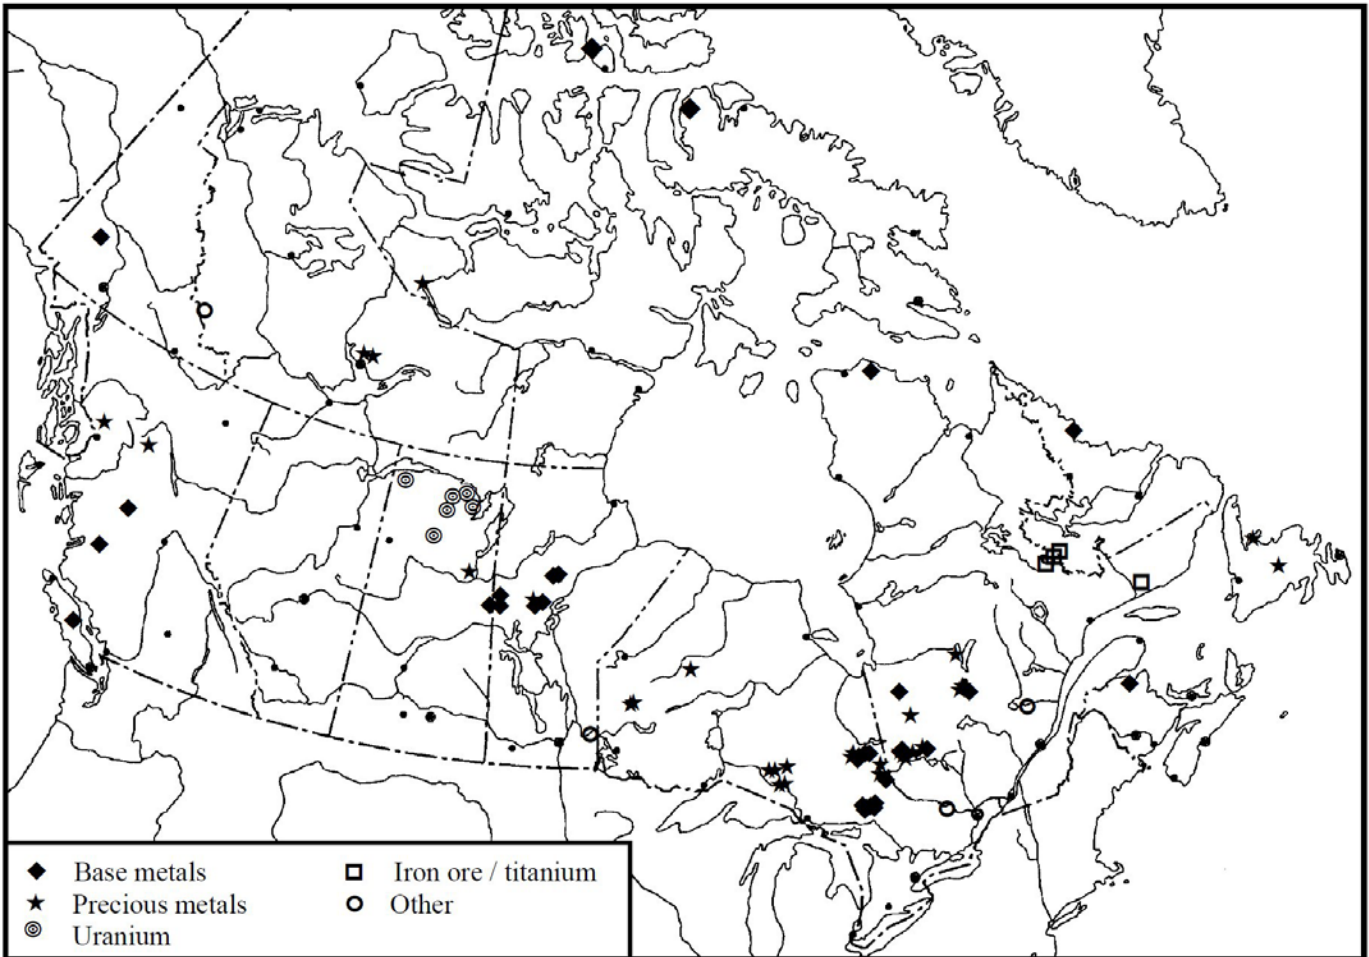 Base metals
Precious metals
Uranium
Iron ore / titanium
Other